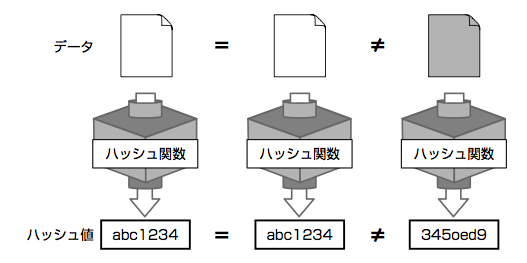 データ = ≠
ハッシュ関数 ハッシュ関数 ハッシュ関数
ハッシュ値 abc1234 = abc1234 ≠ 345oed9